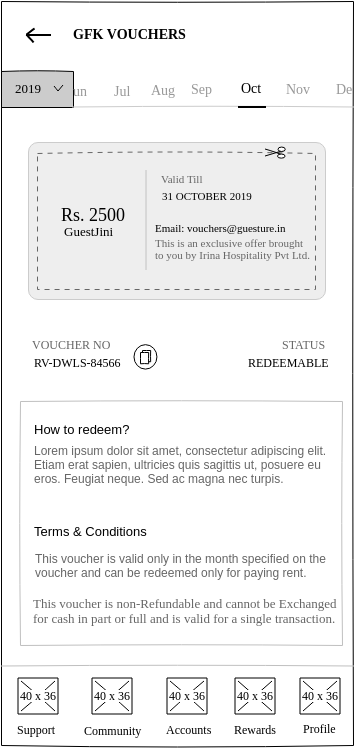 GFK VOUCHERS
2019 un Jul Aug Sep Oct Nov De
Valid Till
31 OCTOBER 2019
Rs. 2500
GuestJini
Email: vouchers@guesture.in
This is an exclusive offer brought
to you by Irina Hospitality Pvt Ltd.
VOUCHER NO STATUS
RV-DWLS-84566 REDEEMABLE
How to redeem?
Lorem ipsum dolor sit amet, consectetur adipiscing elit.
Etiam erat sapien, ultricies quis sagittis ut, posuere eu
eros. Feugiat neque. Sed ac magna nec turpis.
Terms & Conditions
This voucher is valid only in the month specified on the
voucher and can be redeemed only for paying rent.
This voucher is non-Refundable and cannot be Exchanged
for cash in part or full and is valid for a single transaction.
40 x 36 40 x 36 40 x 36 40 x 36 40 x 36
Support Community Accounts Rewards Profile